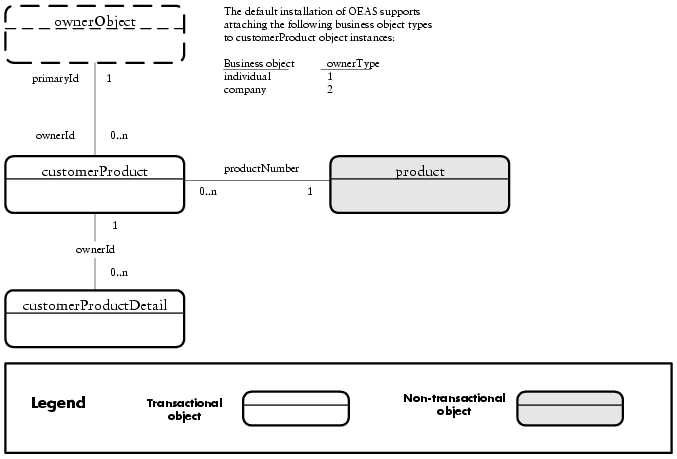 ownerObject
The default installation of OEAS supports
attaching the following business object types
to customerProduct object instances:
Business object ownerType
individual 1
company 2
primaryId 1
ownerId 0..n
customerProduct
productNumber
0..n 1
product
1
ownerId
0..n
customerProductDetail
Legend
Transactional
object
Non-transactional
object